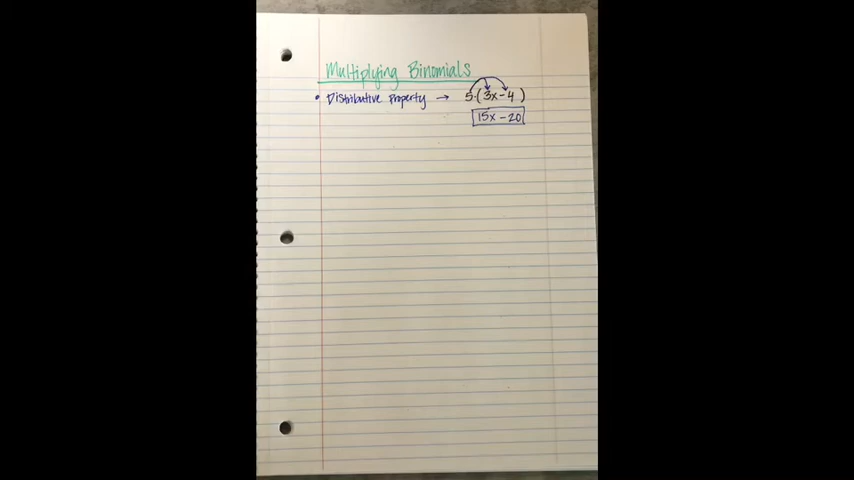 Multiplying Binomials
• Distributive Property → 5·(3x-4)
15x-20